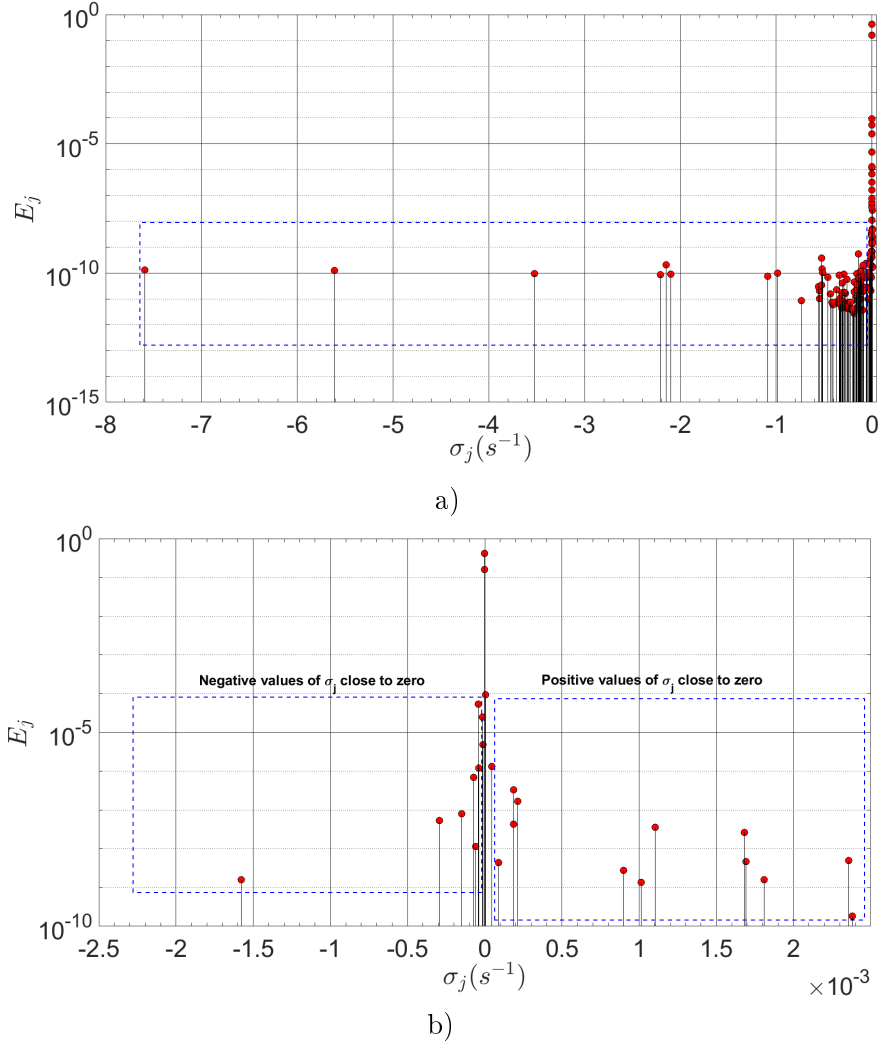 10^0
10^-5
10^-10
10^-15
E_j
-8 -7 -6 -5 -4 -3 -2 -1 0
σ_j(s^-1)
a)
10^0
10^-5
10^-10
E_j
Negative values of σ_j close to zero
Positive values of σ_j close to zero
-2.5 -2 -1.5 -1 -0.5 0 0.5 1 1.5 2
σ_j(s^-1)
×10^-3
b)